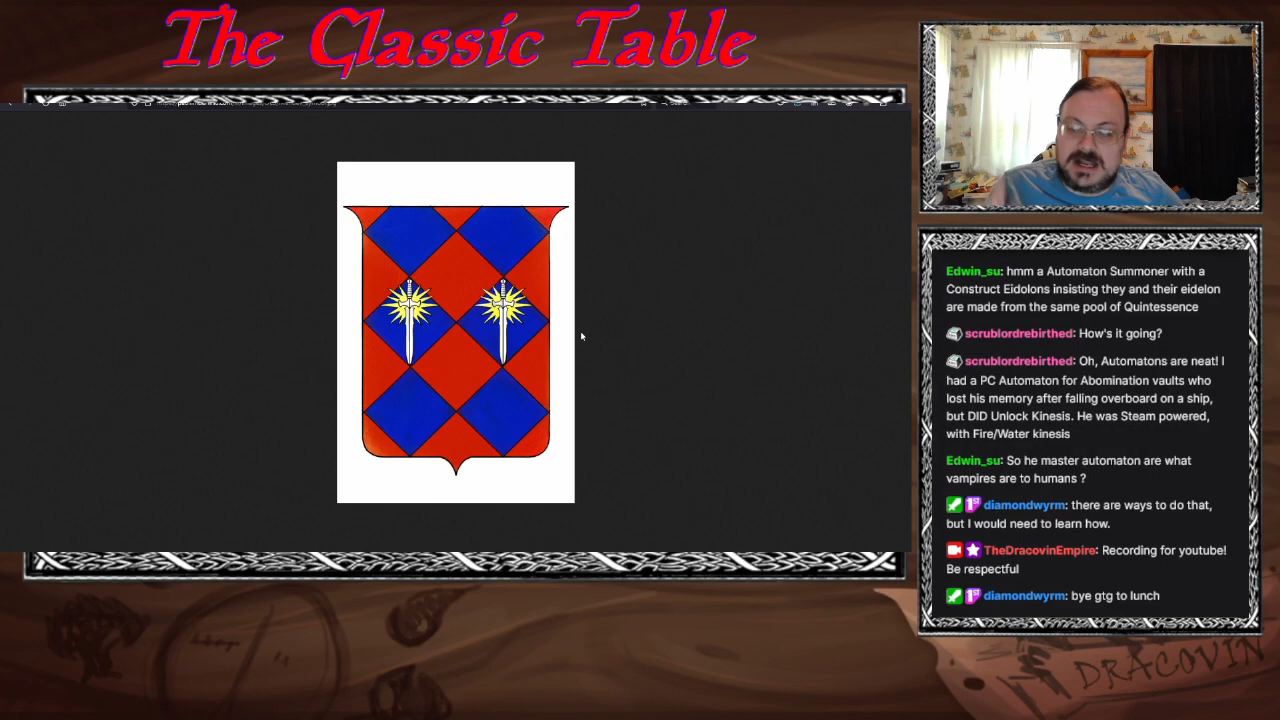 The Classic Table
Edwin_su: hmm a Automaton Summoner with a
Construct Eidolons insisting they and their eidelon
are made from the same pool of Quintessence
scrublordrebirthed: How's it going?
scrublordrebirthed: Oh, Automatons are neat! I
had a PC Automaton for Abomination vaults who
lost his memory after falling overboard on a ship,
but DID Unlock Kinesis. He was Steam powered,
with Fire/Water kinesis
Edwin_su: So he master automaton are what
vampires are to humans ?
1ST diamondwyrm: there are ways to do that,
but I would need to learn how.
TheDracovinEmpire: Recording for youtube!
Be respectful
1ST diamondwyrm: bye gtg to lunch
DRACOVIN